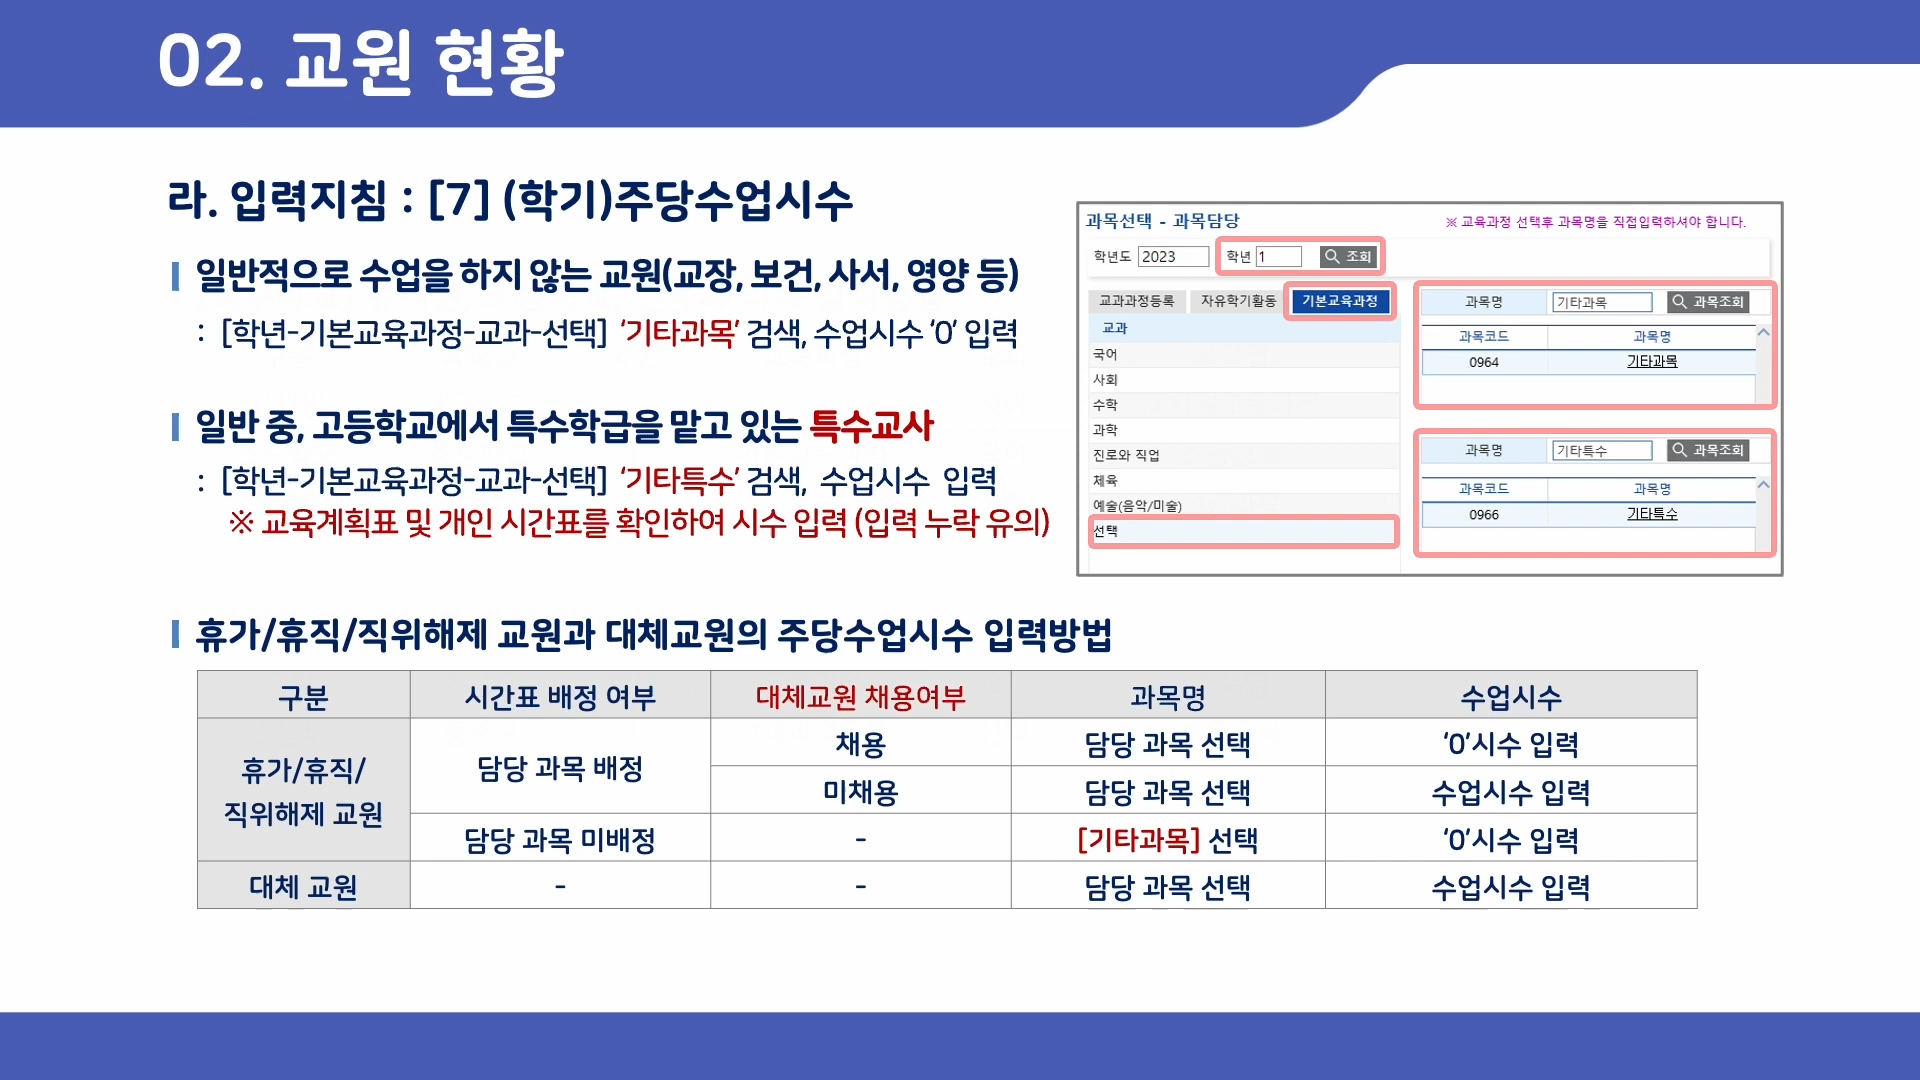 02. 교원 현황
라. 입력지침 : [7] (학기)주당수업시수
일반적으로 수업을 하지 않는 교원(교장, 보건, 사서, 영양 등)
: [학년-기본교육과정-교과-선택] ‘기타과목’ 검색, 수업시수 ‘0’ 입력
일반 중, 고등학교에서 특수학급을 맡고 있는 특수교사
: [학년-기본교육과정-교과-선택] ‘기타특수’ 검색, 수업시수 입력
※ 교육계획표 및 개인 시간표를 확인하여 시수 입력 (입력 누락 유의)
과목선택 - 과목담당
※ 교육과정 선택후 과목명을 직접입력하셔야 합니다.
학년도 2023 학년 1 조회
교과과정등록 자유학기활동 기본교육과정
교과
국어
사회
수학
과학
진로와 직업
체육
예술(음악/미술)
선택
과목명 기타과목 과목조회
과목코드 과목명
0964 기타과목
과목명 기타특수 과목조회
과목코드 과목명
0966 기타특수
휴가/휴직/직위해제 교원과 대체교원의 주당수업시수 입력방법
구분 시간표 배정 여부 대체교원 채용여부 과목명 수업시수
휴가/휴직/
직위해제 교원
담당 과목 배정 채용 담당 과목 선택 ‘0’시수 입력
미채용 담당 과목 선택 수업시수 입력
담당 과목 미배정 - [기타과목] 선택 ‘0’시수 입력
대체 교원 - - 담당 과목 선택 수업시수 입력